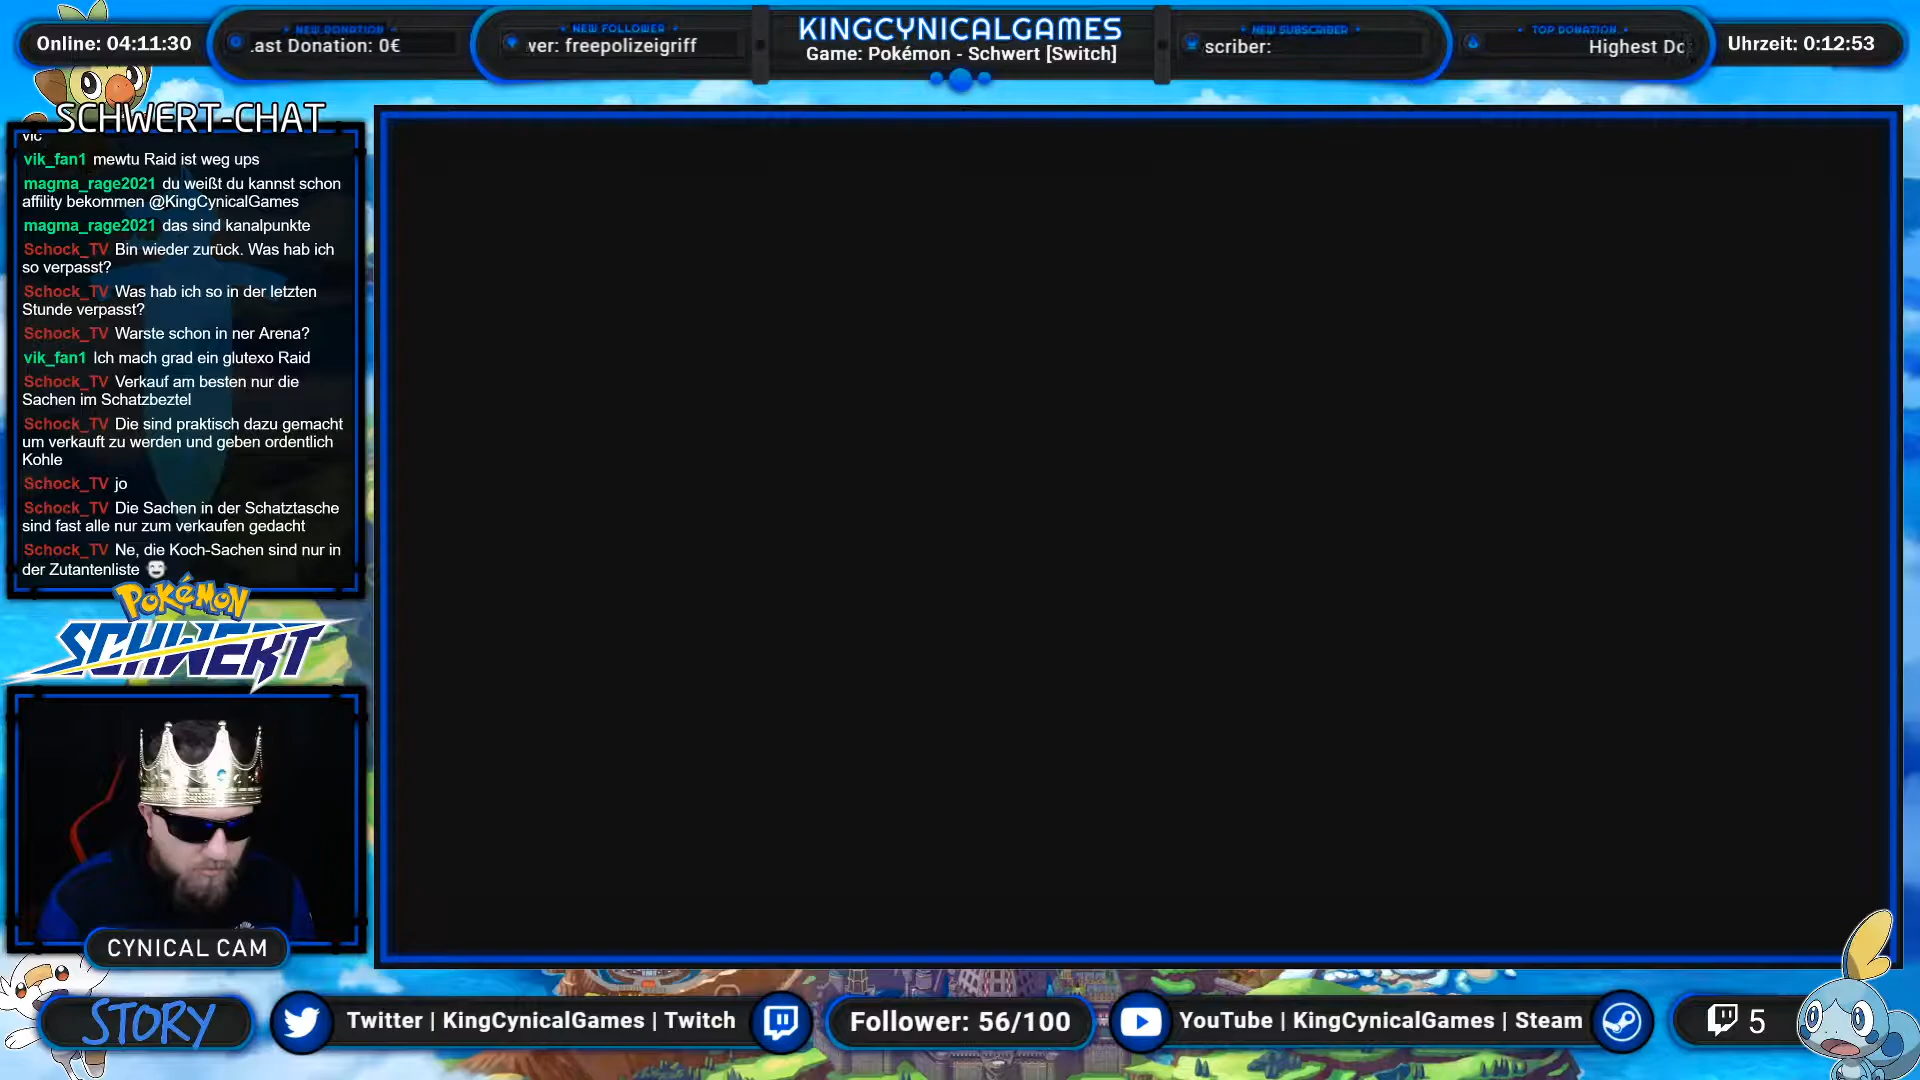 Online: 04:11:30
NEW DONATION
ast Donation: 0€
NEW FOLLOWER
wer: freepolizeigriff
KINGCYNICALGAMES
Game: Pokémon - Schwert [Switch]
NEW SUBSCRIBER
scriber:
TOP DONATION
Highest Do
Uhrzeit: 0:12:53
SCHWERT-CHAT
vik_fan1 mewtu Raid ist weg ups
magma_rage2021 du weißt du kannst schon
affility bekommen @KingCynicalGames
magma_rage2021 das sind kanalpunkte
Schock_TV Bin wieder zurück. Was hab ich
so verpasst?
Schock_TV Was hab ich so in der letzten
Stunde verpasst?
Schock_TV Warste schon in ner Arena?
vik_fan1 Ich mach grad ein glutexo Raid
Schock_TV Verkauf am besten nur die
Sachen im Schatzbeztel
Schock_TV Die sind praktisch dazu gemacht
um verkauft zu werden und geben ordentlich
Kohle
Schock_TV jo
Schock_TV Die Sachen in der Schatztasche
sind fast alle nur zum verkaufen gedacht
Schock_TV Ne, die Koch-Sachen sind nur in
der Zutantenliste
POKéMON
SCHWERT
CYNICAL CAM
STORY
Twitter | KingCynicalGames | Twitch
Follower: 56/100
YouTube | KingCynicalGames | Steam
5